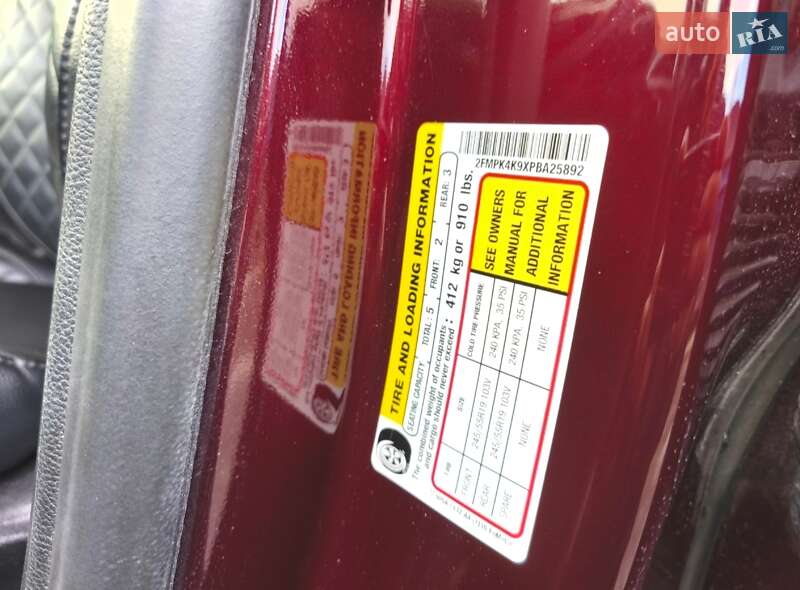 auto RIA .com
2FMPK4K9XPBA25892
TIRE AND LOADING INFORMATION
SEATING CAPACITY TOTAL: 5 FRONT: 2 REAR: 3
The combined weight of occupants
and cargo should never exceed: 412 kg or 910 lbs.
TIRE SIZE COLD TIRE PRESSURE
FRONT 245/55R19 103V 240 KPA, 35 PSI
REAR 245/55R19 103V 240 KPA, 35 PSI
SPARE NONE NONE
SEE OWNERS
MANUAL FOR
ADDITIONAL
INFORMATION